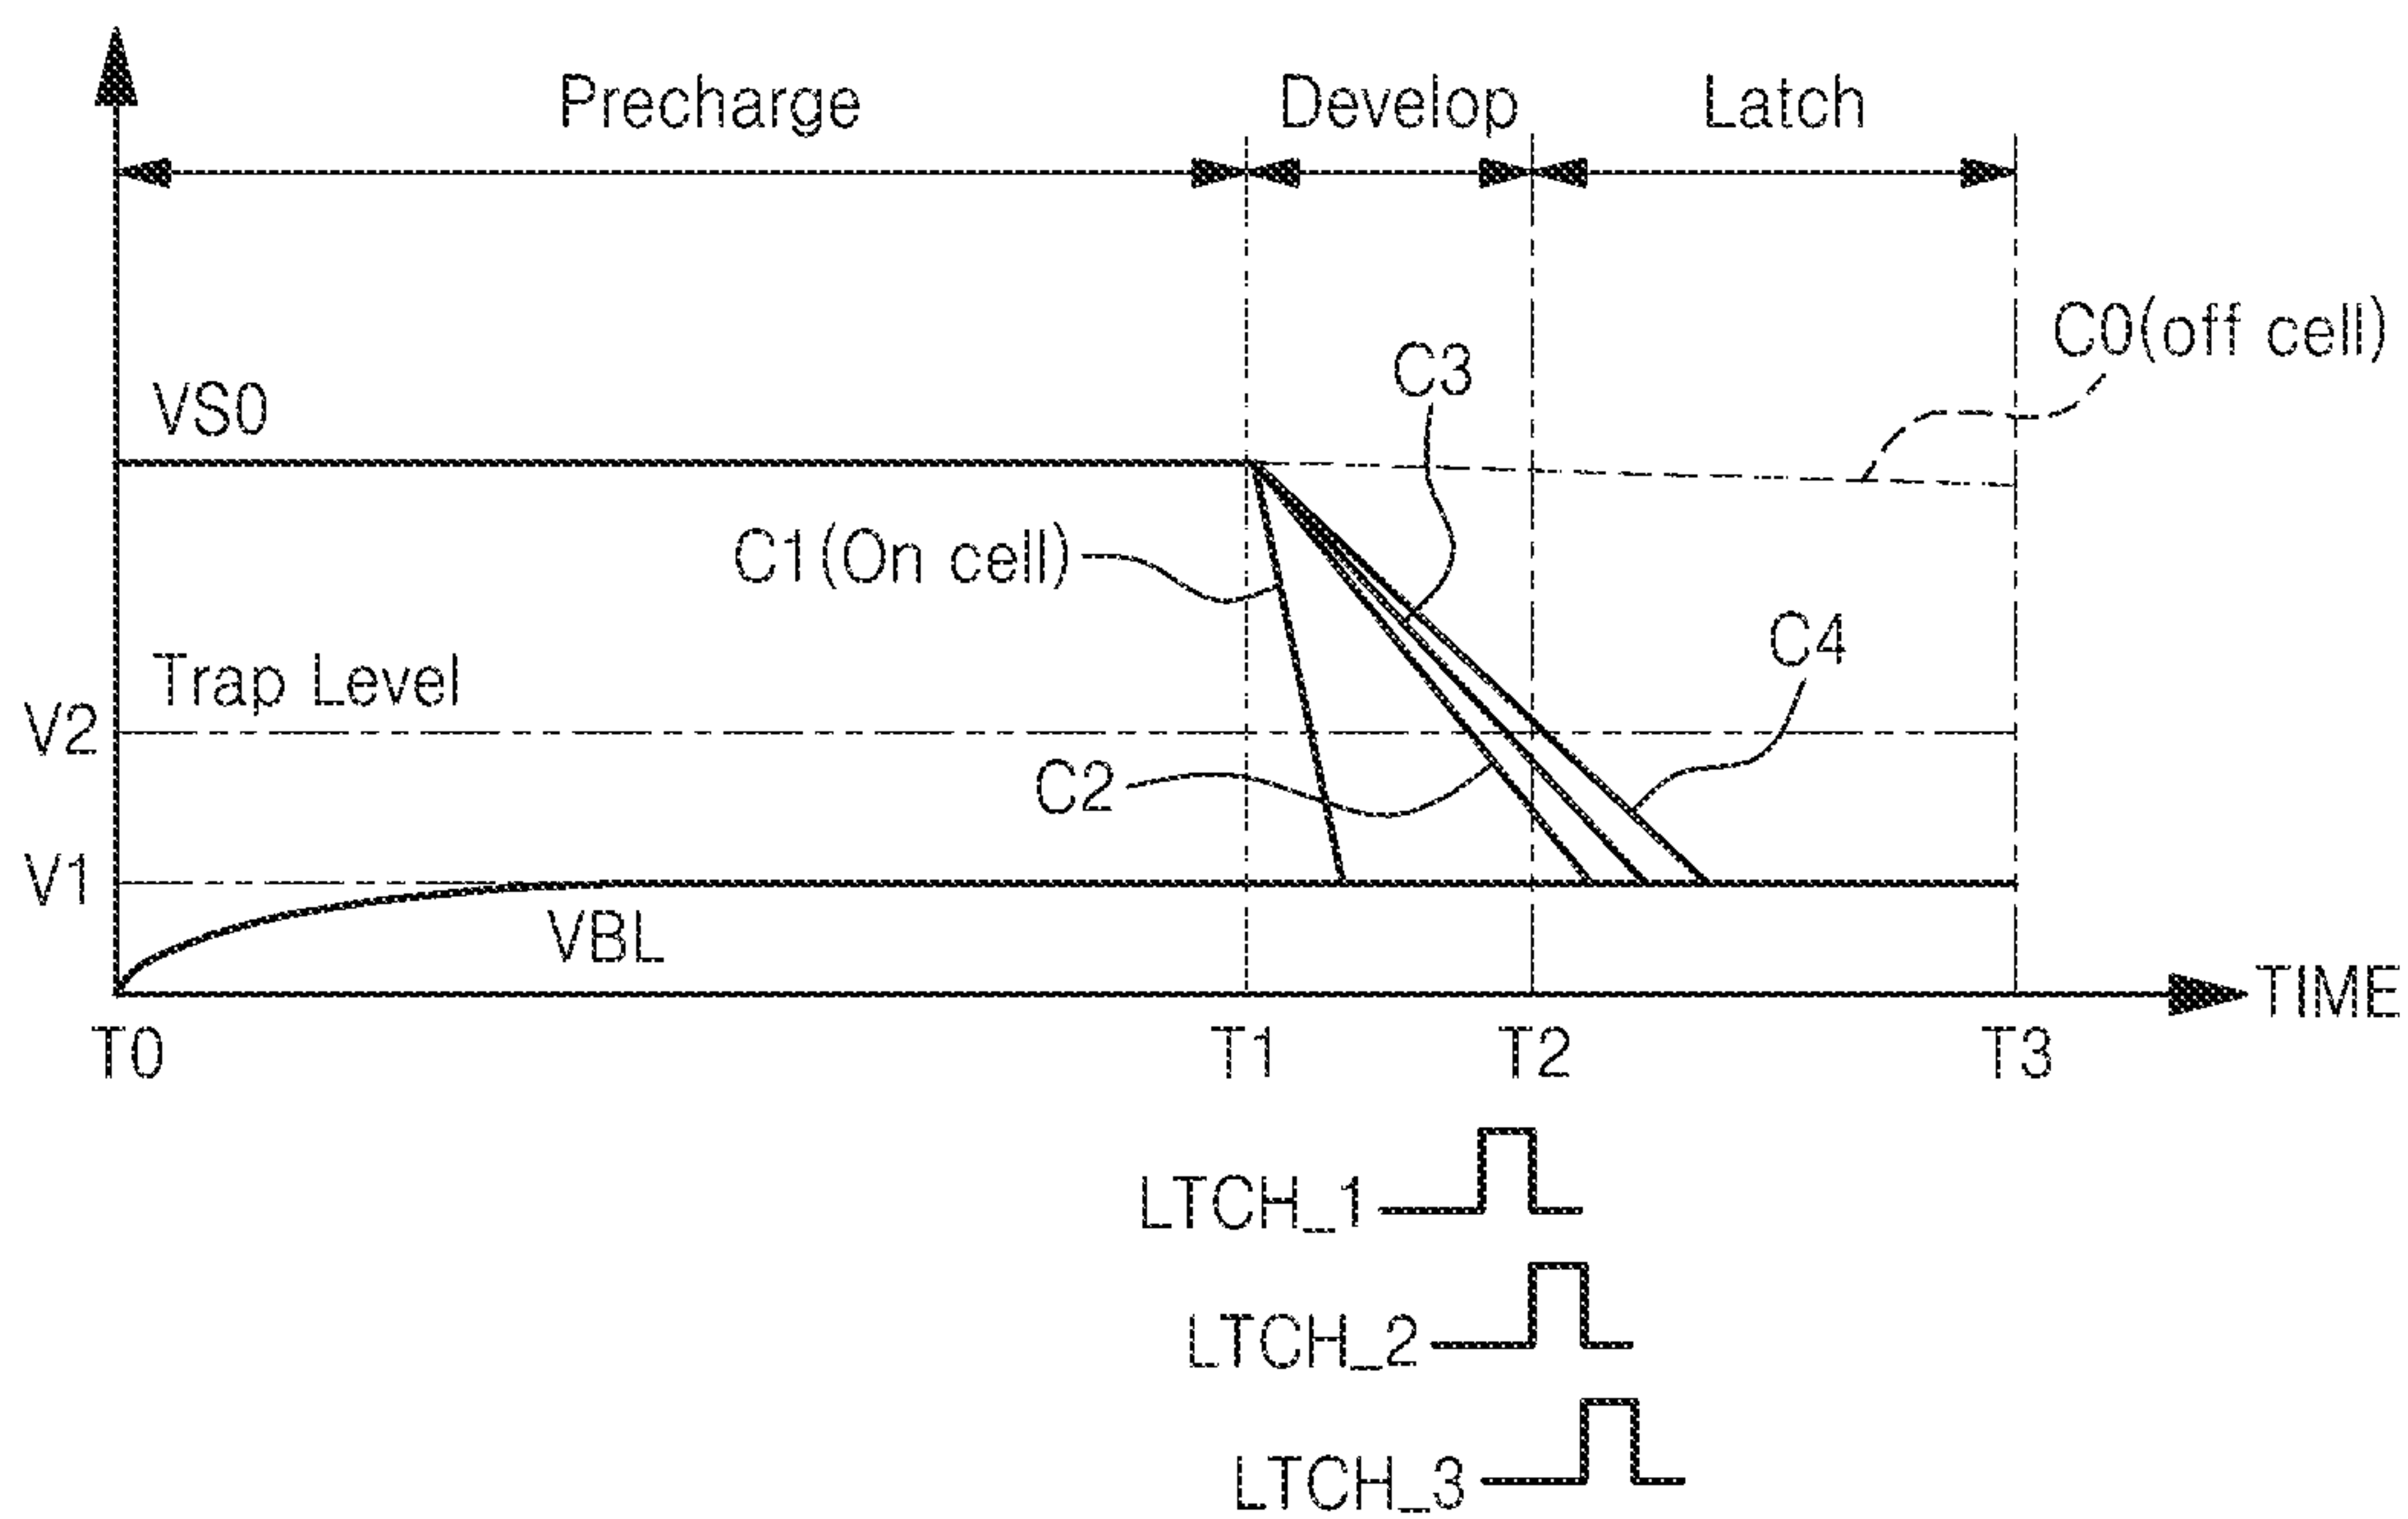 Precharge Develop Latch
C0(off cell)
C3
VS0
C1(On cell)
C4
Trap Level
V2
C2
V1
VBL
TIME
T0 T1 T2 T3
LTCH_1
LTCH_2
LTCH_3